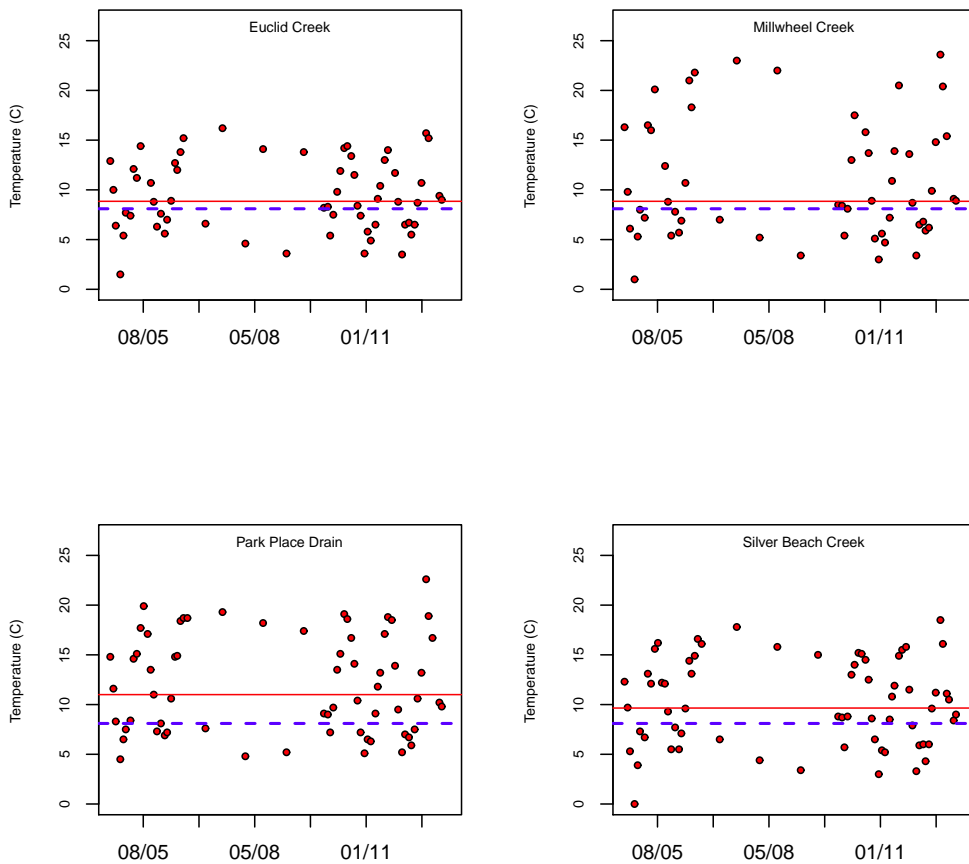 Euclid Creek
Temperature (C)
25
20
15
10
5
0
08/05 05/08 01/11
Millwheel Creek
Temperature (C)
25
20
15
10
5
0
08/05 05/08 01/11
Park Place Drain
Temperature (C)
25
20
15
10
5
0
08/05 05/08 01/11
Silver Beach Creek
Temperature (C)
25
20
15
10
5
0
08/05 05/08 01/11